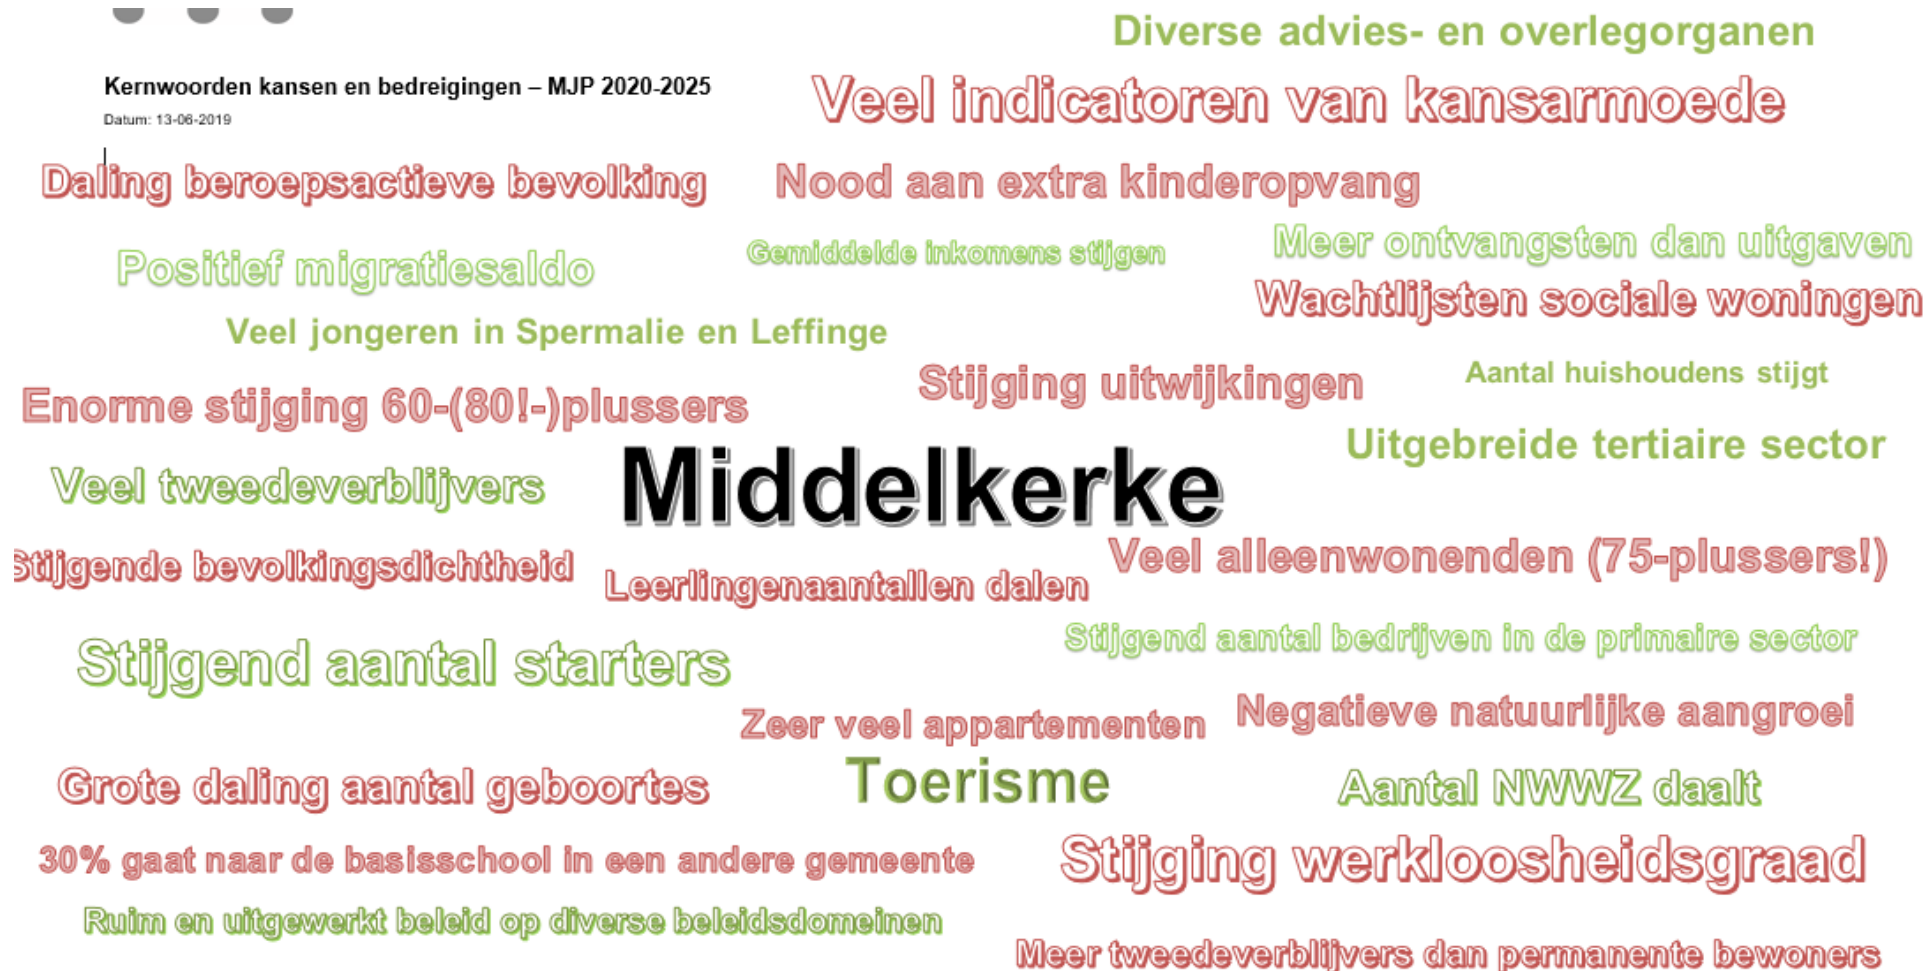 Diverse advies- en overlegorganen
Kernwoorden kansen en bedreigingen – MJP 2020-2025
Veel indicatoren van kansarmoede
Datum: 13-06-2019
Daling beroepsactieve bevolking
Nood aan extra kinderopvang
Positief migratiesaldo
Gemiddelde inkomens stijgen
Meer ontvangsten dan uitgaven
Wachtlijsten sociale woningen
Veel jongeren in Spermalie en Leffinge
Stijging uitwijkingen
Aantal huishoudens stijgt
Enorme stijging 60-(80!-)plussers
Uitgebreide tertiaire sector
Veel tweedeverblijvers
Middelkerke
Stijgende bevolkingsdichtheid
Leerlingenaantallen dalen
Veel alleenwonenden (75-plussers!)
Stijgend aantal starters
Stijgend aantal bedrijven in de primaire sector
Zeer veel appartementen
Negatieve natuurlijke aangroei
Grote daling aantal geboortes
Toerisme
Aantal NWWZ daalt
30% gaat naar de basisschool in een andere gemeente
Stijging werkloosheidsgraad
Ruim en uitgewerkt beleid op diverse beleidsdomeinen
Meer tweedeverblijvers dan permanente bewoners